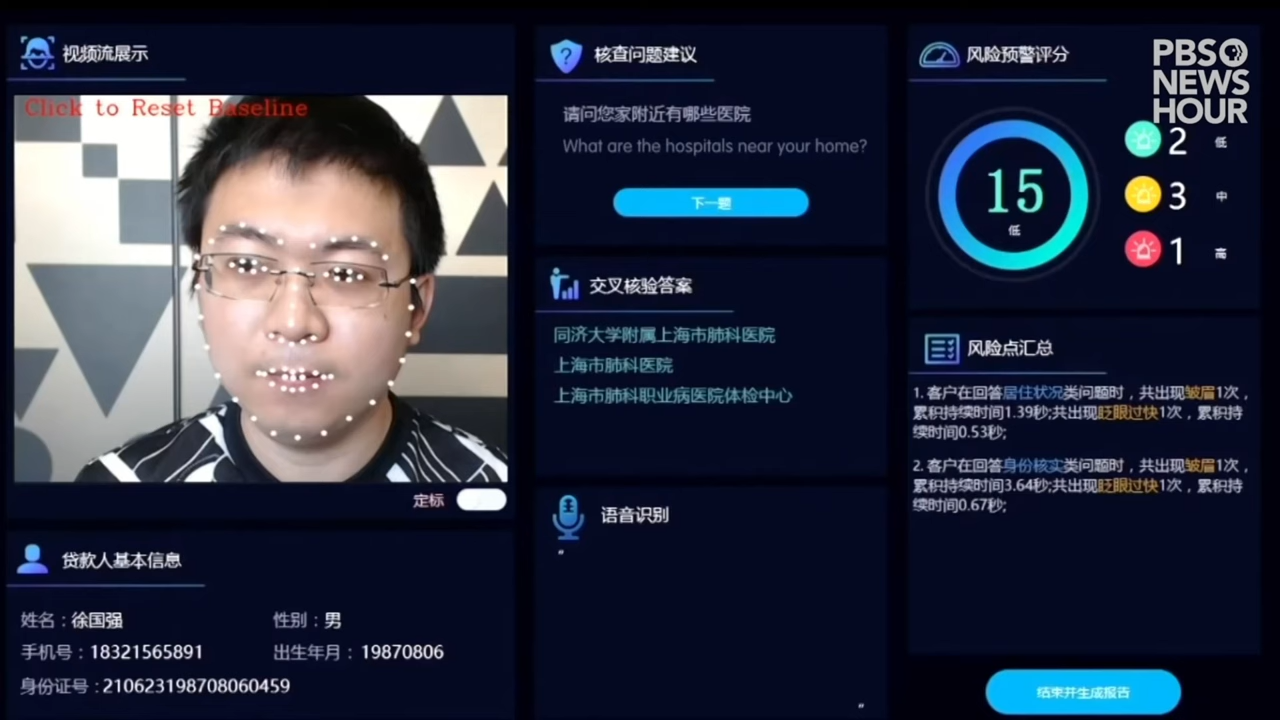 视频流展示
Click to Reset Baseline
定标
贷款人基本信息
姓名：徐国强
性别：男
手机号：18321565891
出生年月：19870806
身份证号：210623198708060459
核查问题建议
请问您家附近有哪些医院
What are the hospitals near your home?
下一题
交叉核验答案
同济大学附属上海市肺科医院
上海市肺科医院
上海市肺科职业病医院体检中心
语音识别
“
”
风险预警评分
PBS
NEWS
HOUR
15
低
2 低
3 中
1 高
风险点汇总
1. 客户在回答居住状况类问题时，共出现皱眉1次，
累积持续时间1.39秒;共出现眨眼过快1次，累积持
续时间0.53秒;
2. 客户在回答身份核实类问题时，共出现皱眉1次，
累积持续时间3.64秒;共出现眨眼过快1次，累积持
续时间0.67秒;
结束并生成报告